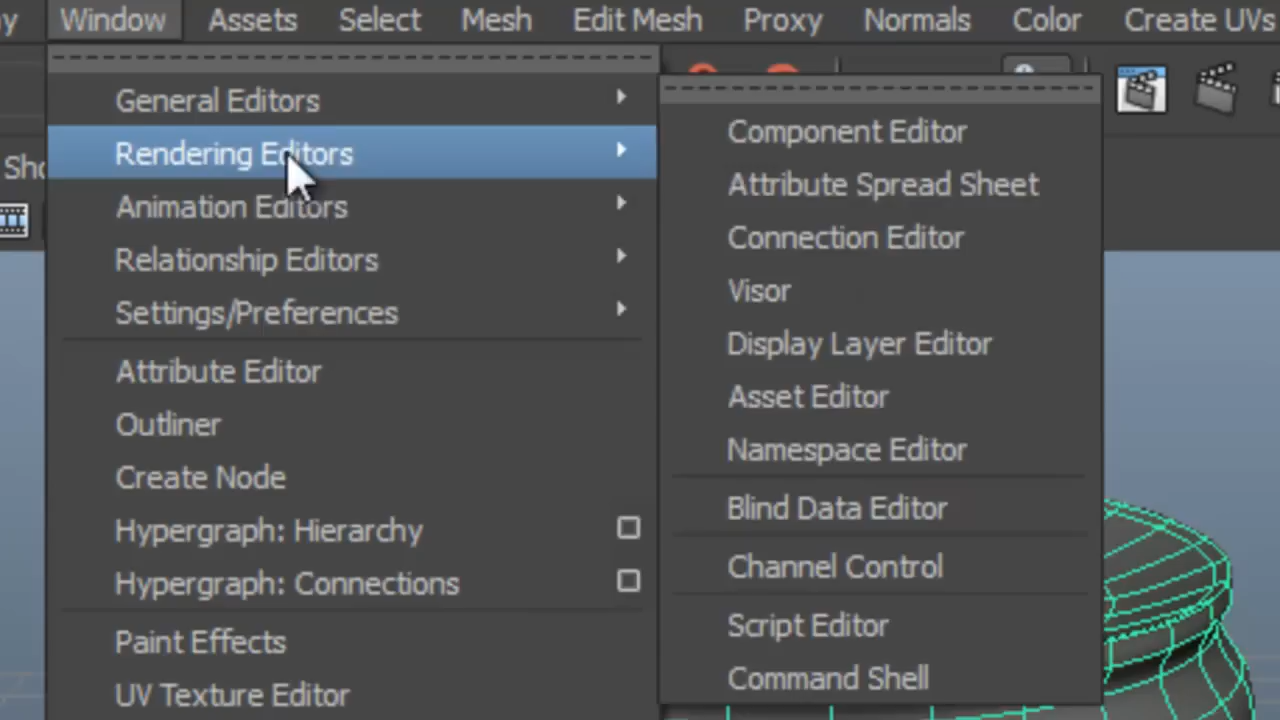 y Window Assets Select Mesh Edit Mesh Proxy Normals Color Create UVs
Sho
General Editors
Rendering Editors
Animation Editors
Relationship Editors
Settings/Preferences
Attribute Editor
Outliner
Create Node
Hypergraph: Hierarchy
Hypergraph: Connections
Paint Effects
UV Texture Editor
Component Editor
Attribute Spread Sheet
Connection Editor
Visor
Display Layer Editor
Asset Editor
Namespace Editor
Blind Data Editor
Channel Control
Script Editor
Command Shell